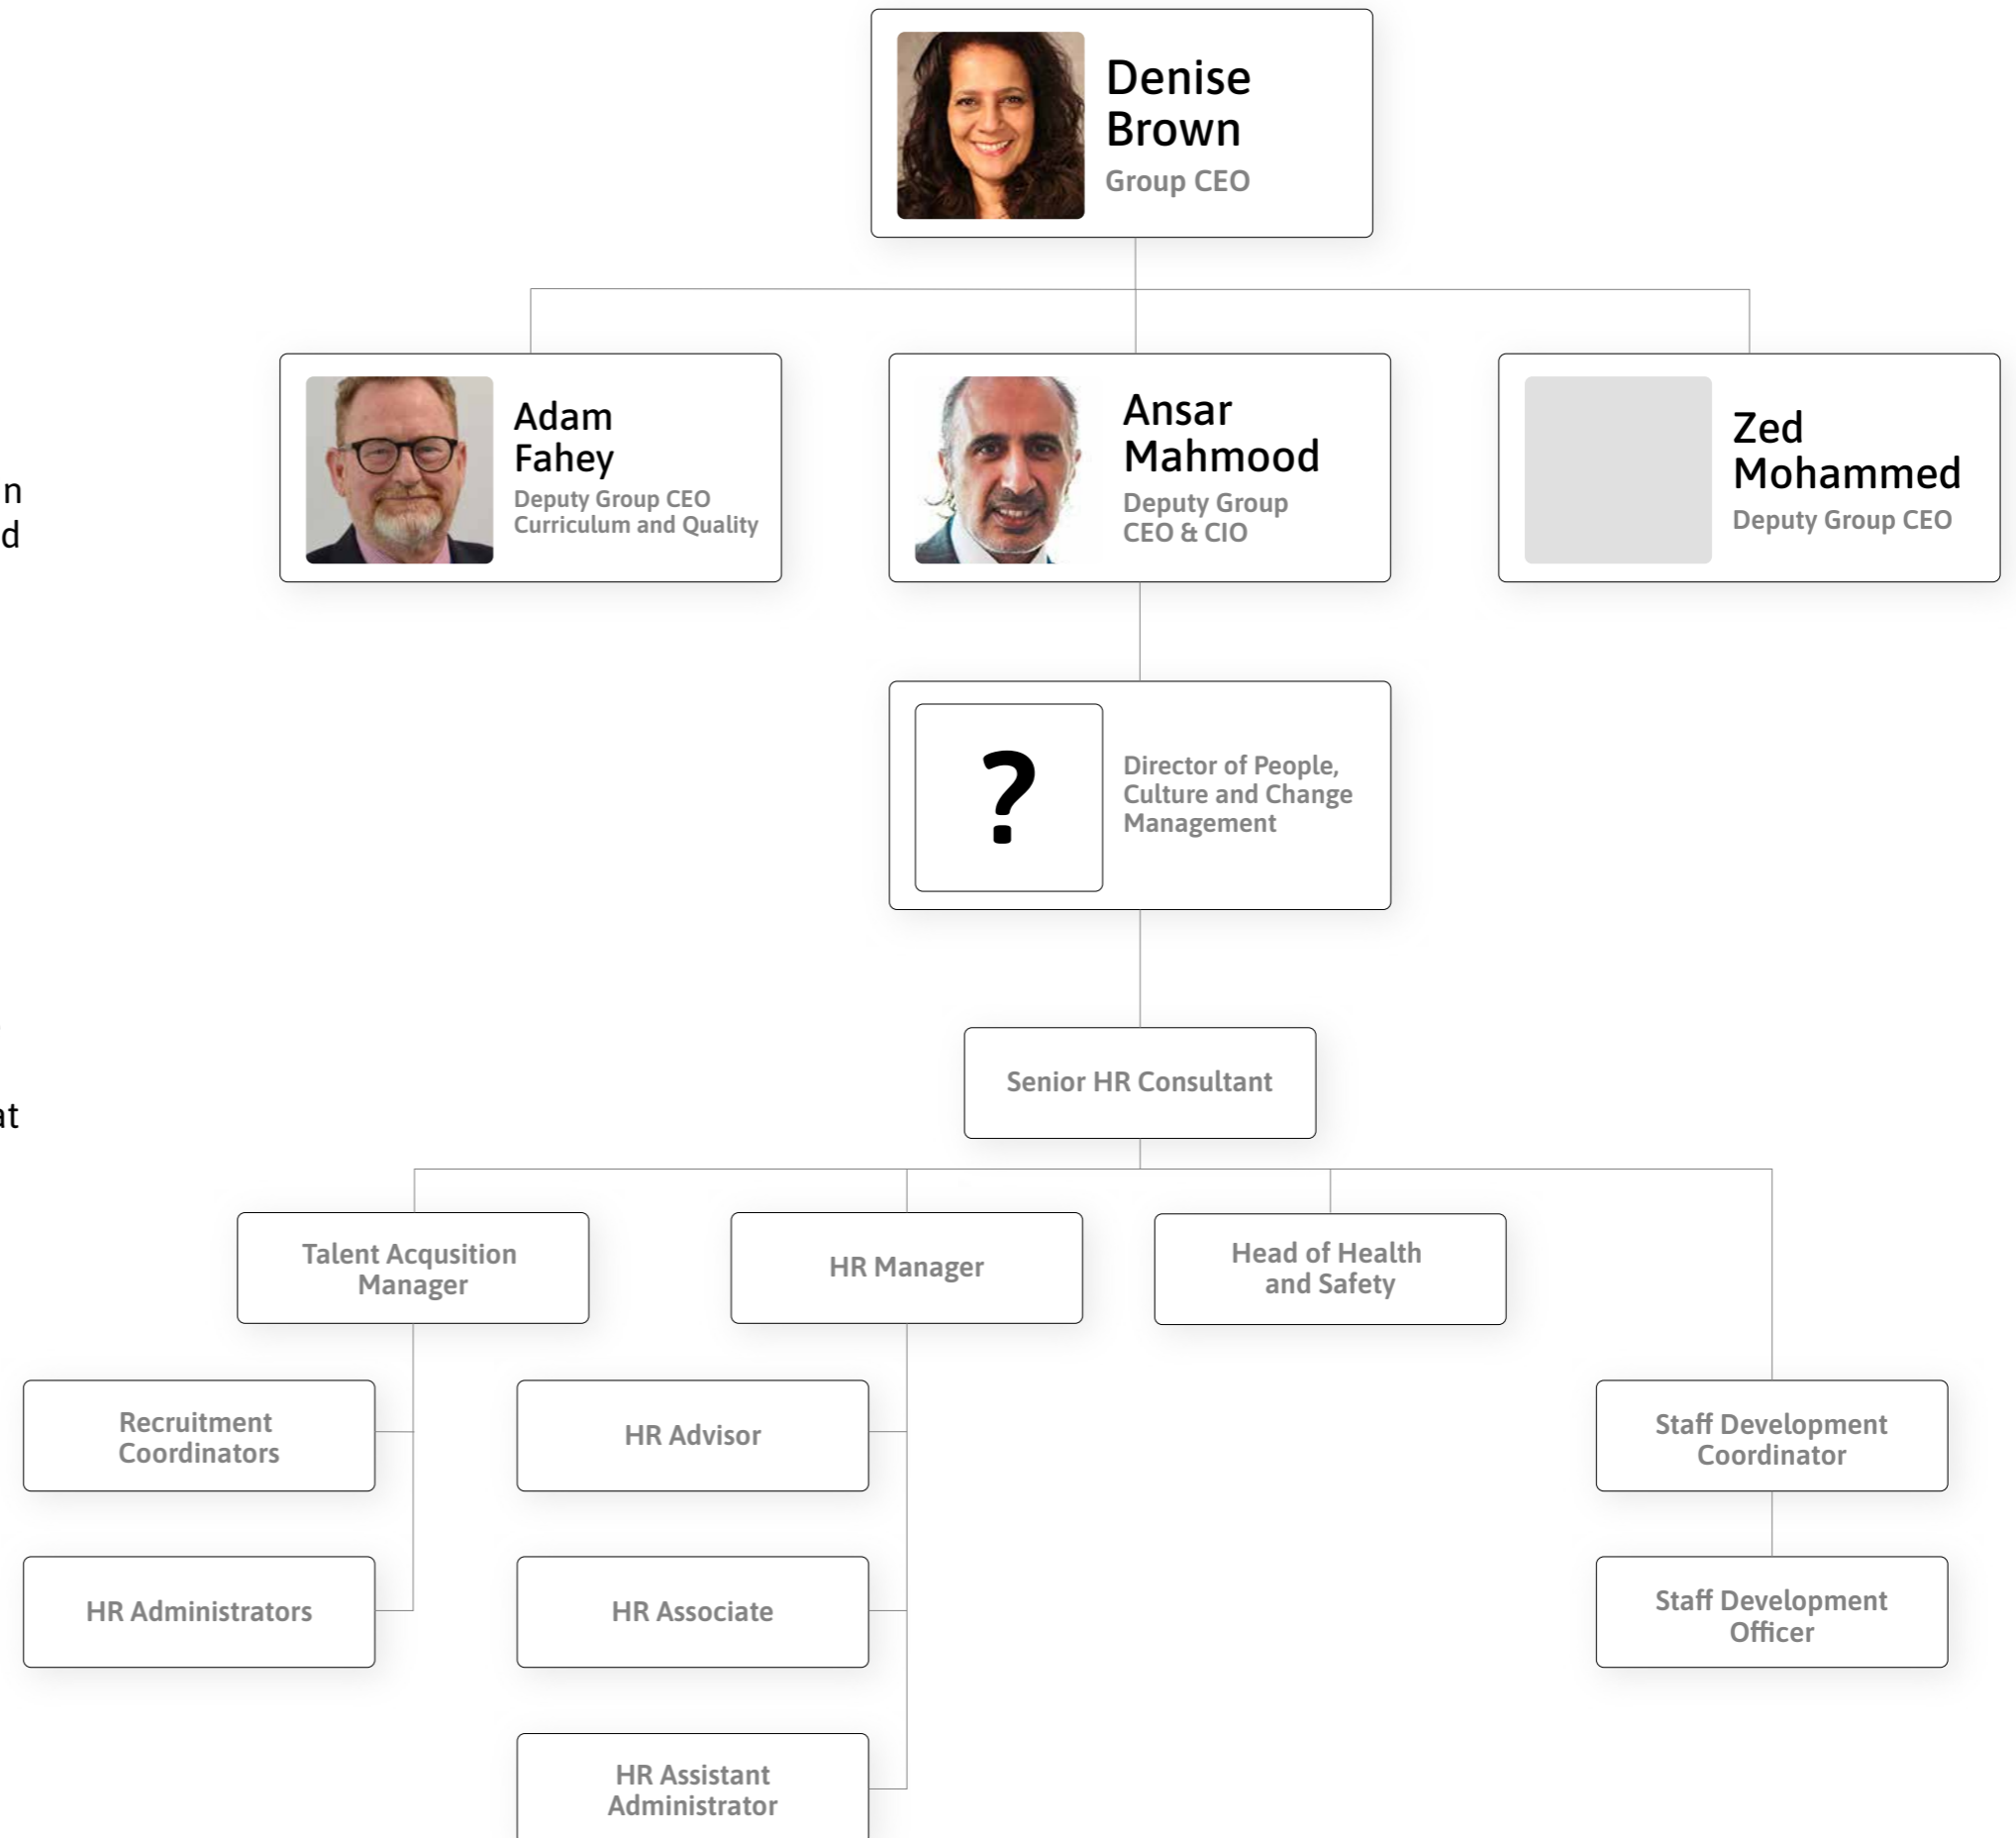 Denise
Brown
Group CEO
Adam
Fahey
Deputy Group CEO
Curriculum and Quality
Ansar
Mahmood
Deputy Group
CEO & CIO
Zed
Mohammed
Deputy Group CEO
n
d
?
Director of People,
Culture and Change
Management
Senior HR Consultant
at
Talent Acqusition
Manager
HR Manager
Head of Health
and Safety
Recruitment
Coordinators
HR Advisor
Staff Development
Coordinator
HR Administrators
HR Associate
Staff Development
Officer
HR Assistant
Administrator